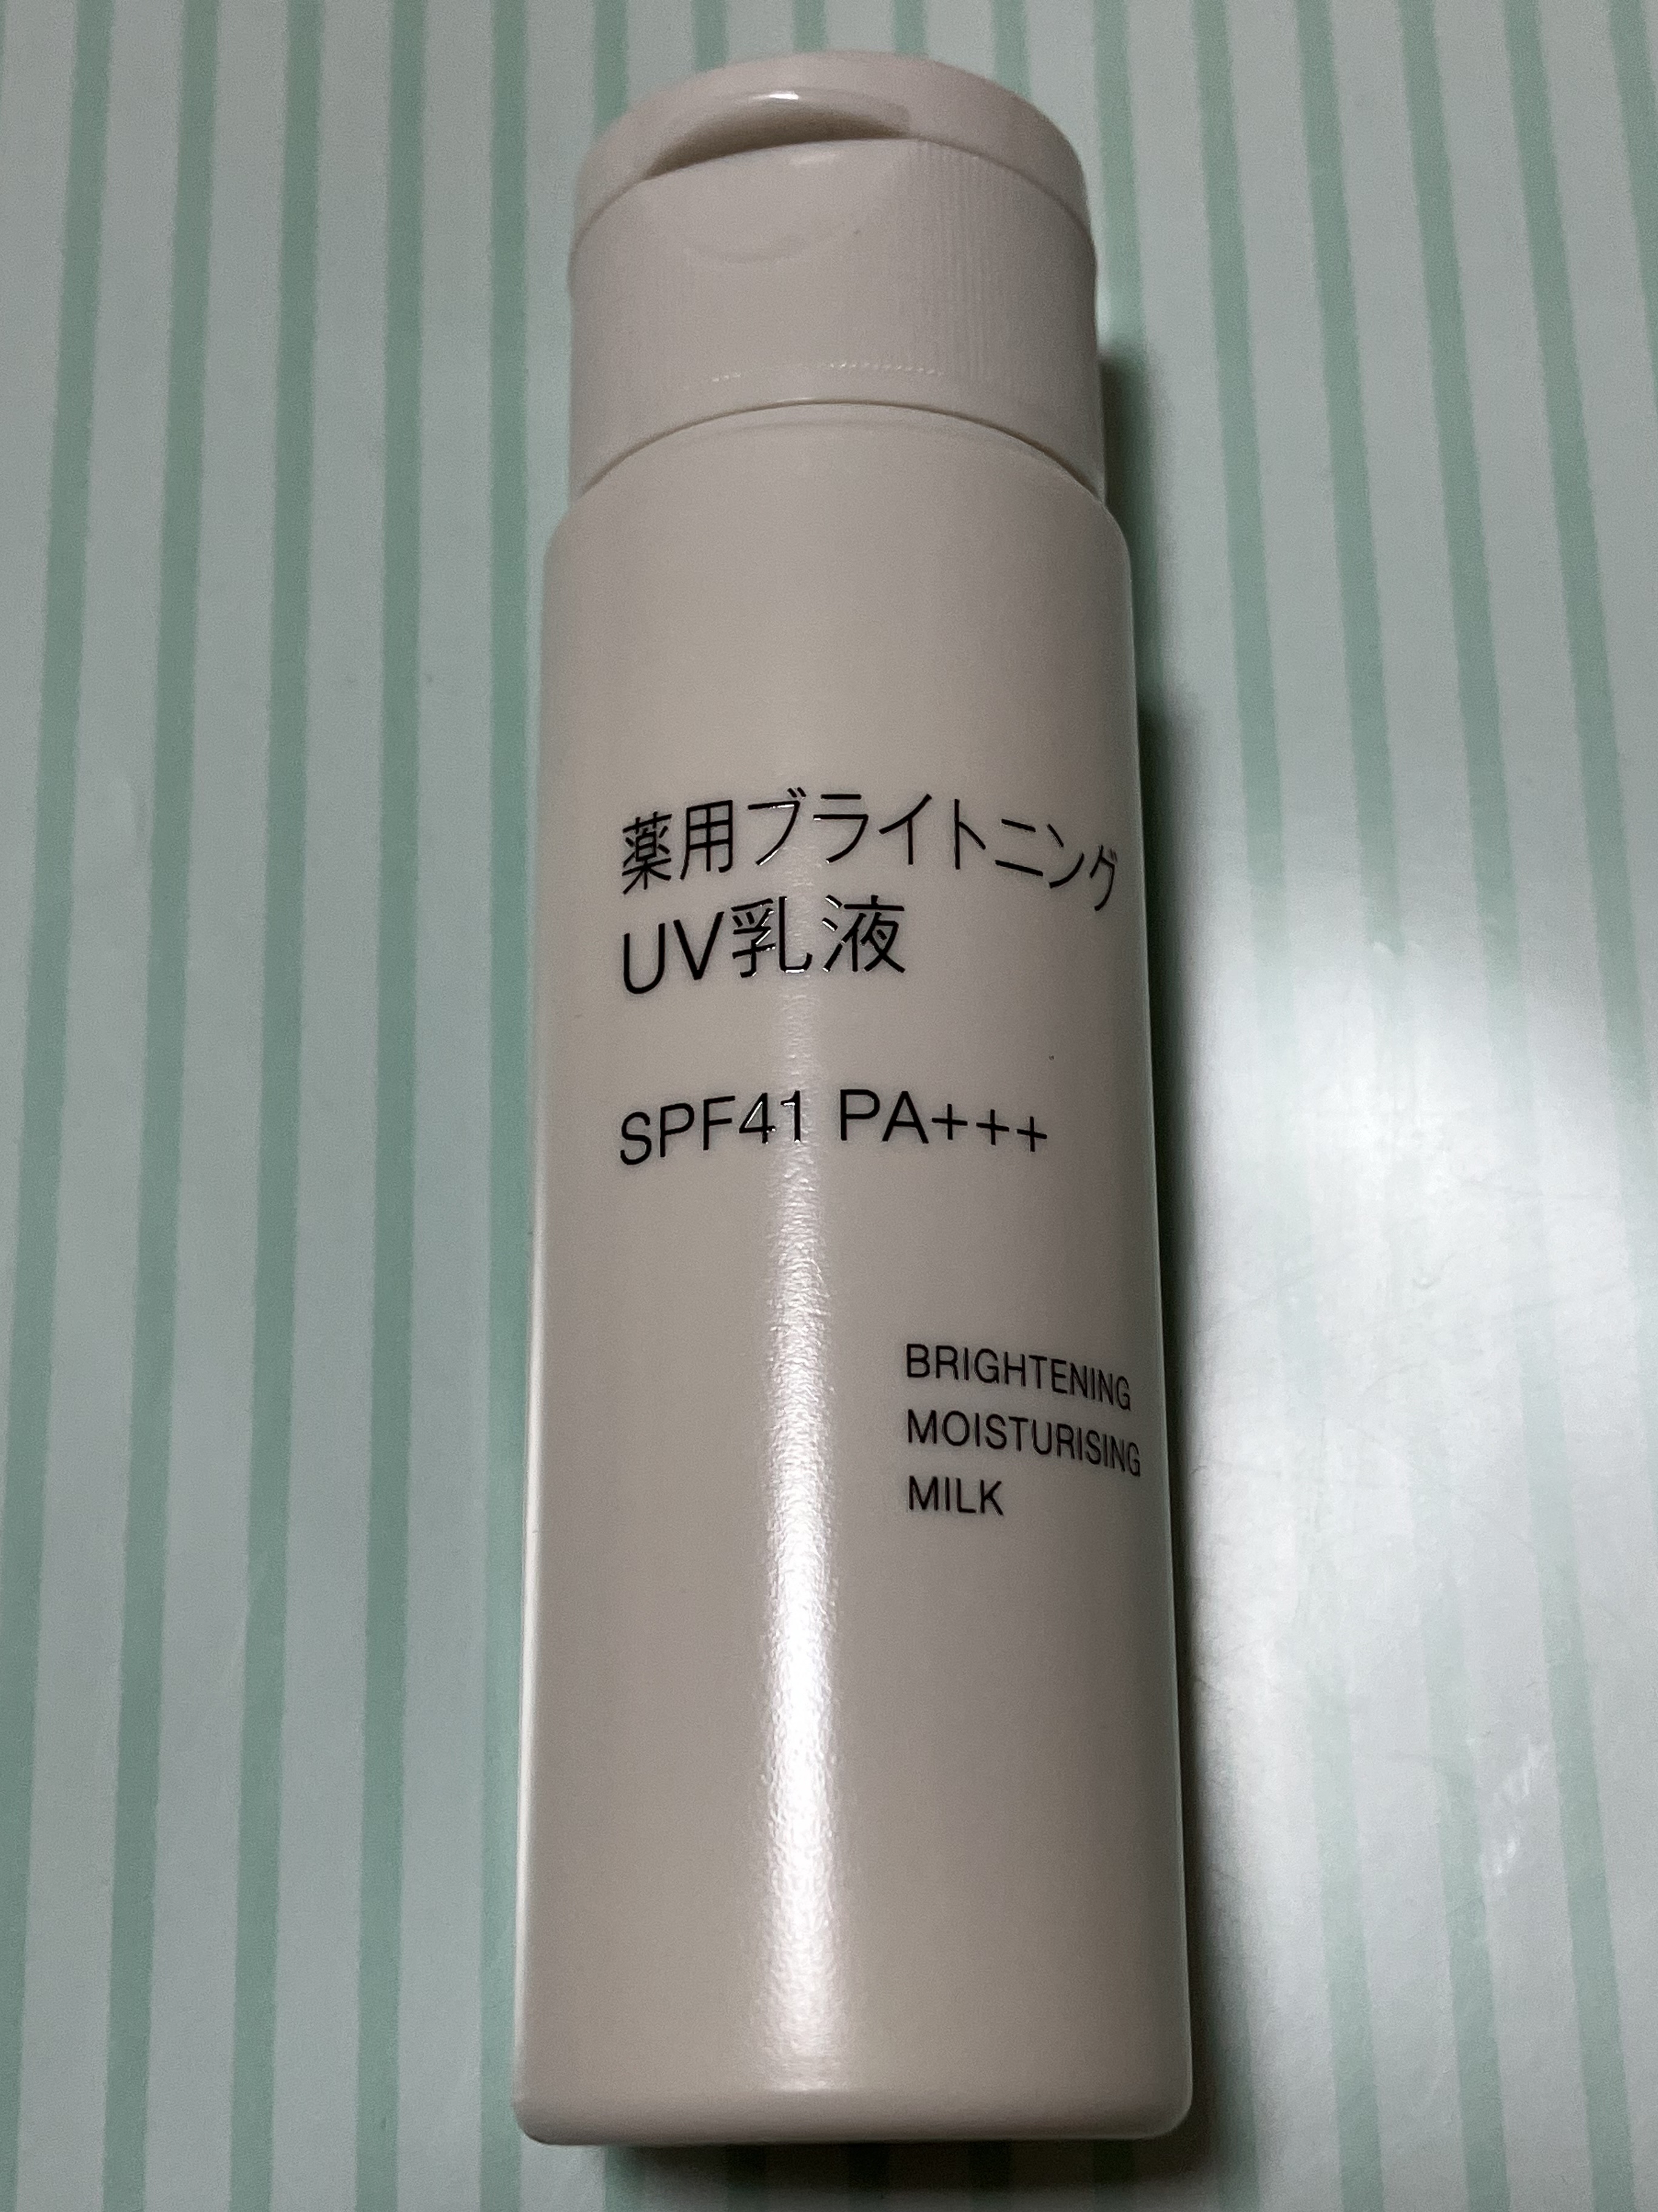 薬用ブライトニング
UV乳液
SPF41 PA+++
BRIGHTENING
MOISTURISING
MILK